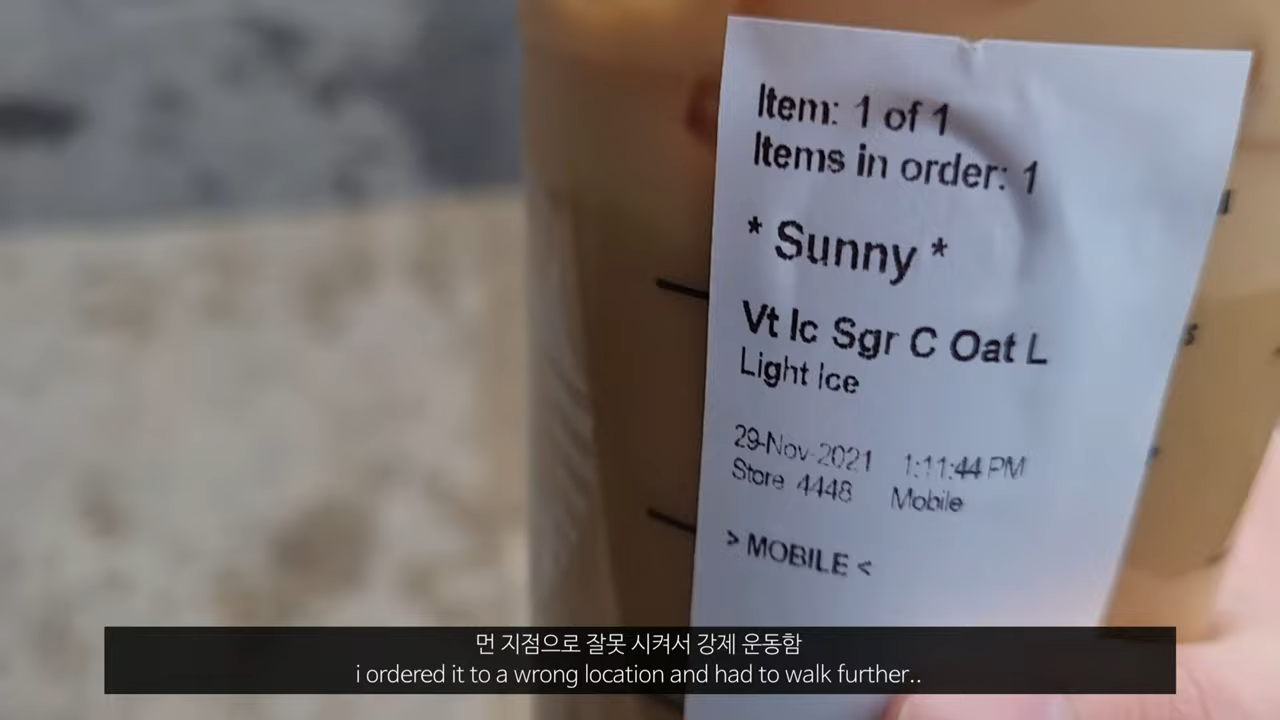 Item: 1 of 1
Items in order: 1
* Sunny *
Vt Ic Sgr C Oat L
Light Ice
29-Nov-2021 1:11:44 PM
Store 4448 Mobile
> MOBILE <
먼 지점으로 잘못 시켜서 강제 운동함
i ordered it to a wrong location and had to walk further..